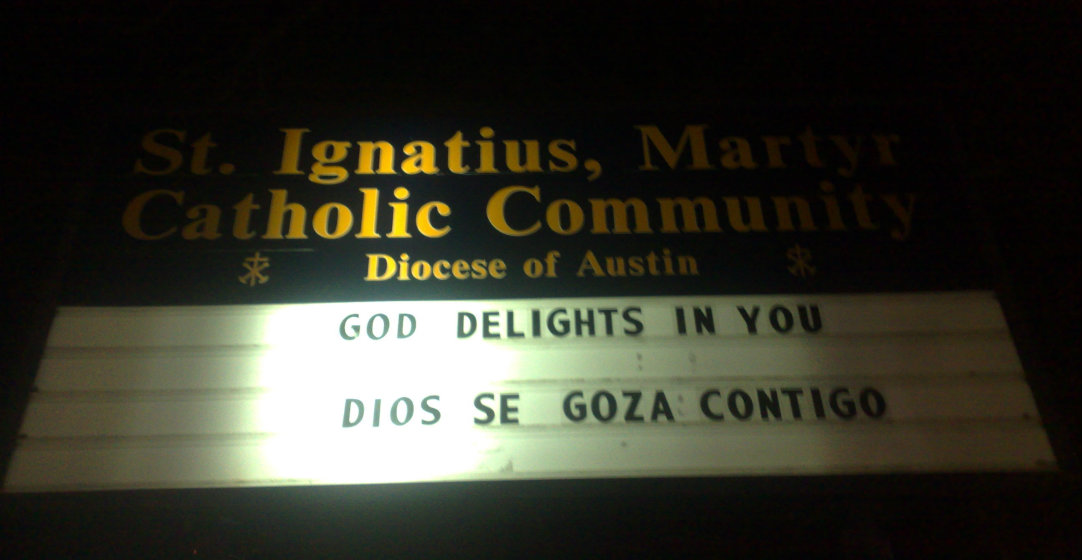 St. Ignatius, Martyr
Catholic Community
Diocese of Austin
GOD DELIGHTS IN YOU
DIOS SE GOZA CONTIGO